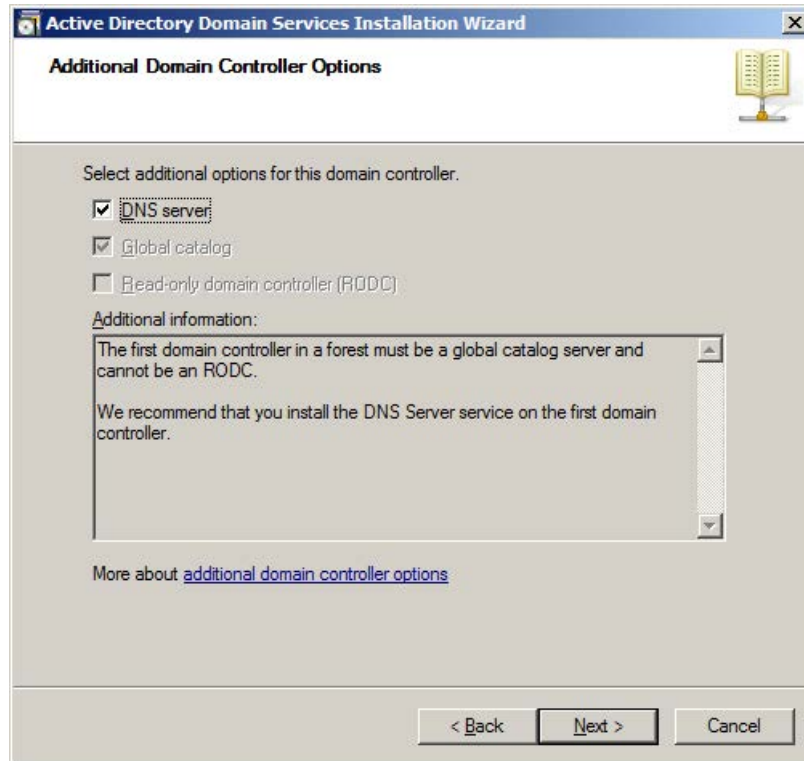 Active Directory Domain Services Installation Wizard
Additional Domain Controller Options
Select additional options for this domain controller.
DNS server
Global catalog
Read-only domain controller (RODC)
Additional information:
The first domain controller in a forest must be a global catalog server and
cannot be an RODC.
We recommend that you install the DNS Server service on the first domain
controller.
More about additional domain controller options
< Back
Next >
Cancel